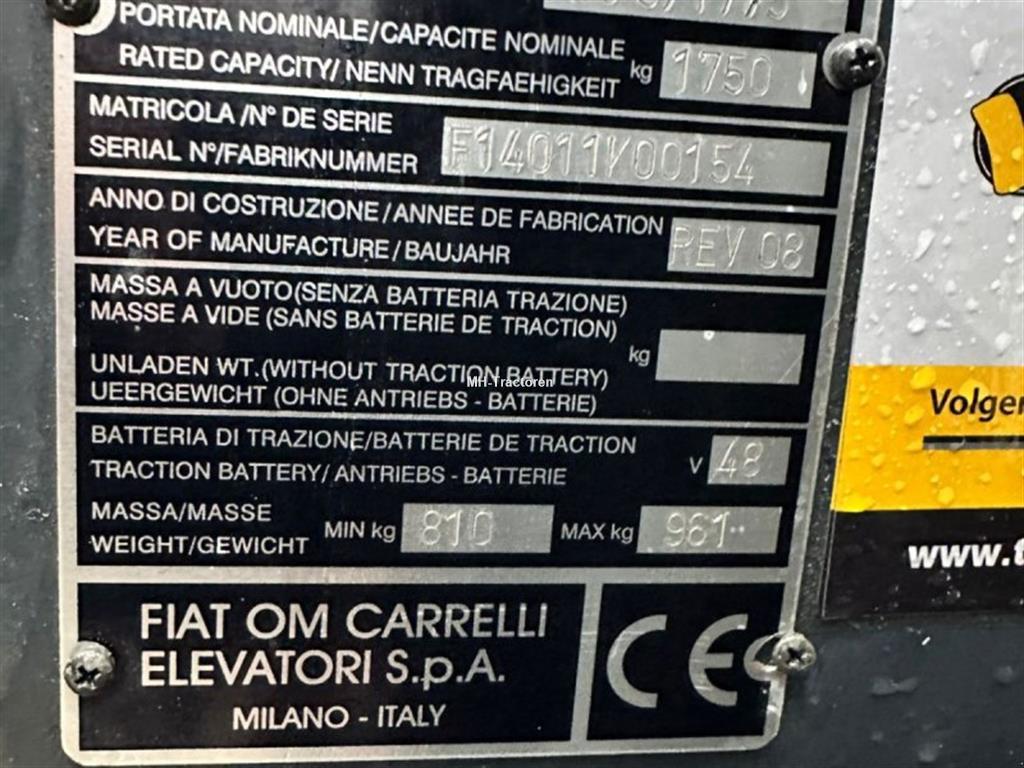 PORTATA NOMINALE/CAPACITE NOMINALE
RATED CAPACITY/ NENN TRAGFAEHIGKEIT kg 1750
MATRICOLA /N° DE SERIE
SERIAL N°/FABRIKNUMMER F14011V00154
ANNO DI COSTRUZIONE/ANNEE DE FABRICATION
YEAR OF MANUFACTURE/BAUJAHR REV 08
MASSA A VUOTO(SENZA BATTERIA TRAZIONE)
MASSE A VIDE (SANS BATTERIE DE TRACTION)
kg
UNLADEN WT.(WITHOUT TRACTION BATTERY)
MH-Tractoren
UEERGEWICHT (OHNE ANTRIEBS - BATTERIE)
BATTERIA DI TRAZIONE/BATTERIE DE TRACTION
TRACTION BATTERY/ ANTRIEBS - BATTERIE V 48
MASSA/MASSE
WEIGHT/GEWICHT MIN kg 810 MAX kg 961
FIAT OM CARRELLI
ELEVATORI S.p.A.
MILANO - ITALY
CE
Volgen
www.